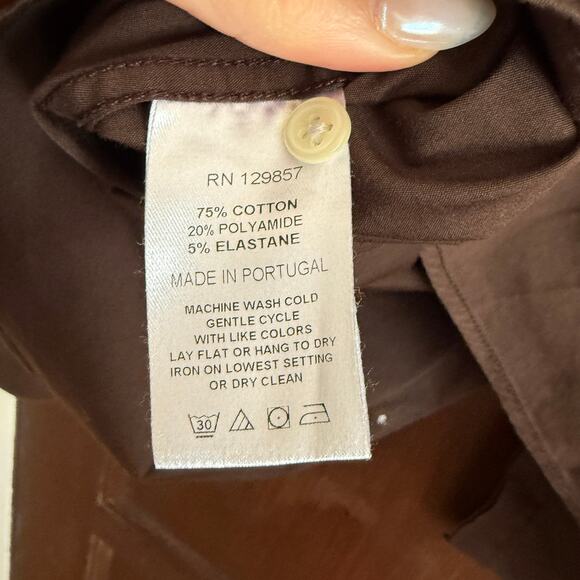 RN 129857
75% COTTON
20% POLYAMIDE
5% ELASTANE
MADE IN PORTUGAL
MACHINE WASH COLD
GENTLE CYCLE
WITH LIKE COLORS
LAY FLAT OR HANG TO DRY
IRON ON LOWEST SETTING
OR DRY CLEAN
30